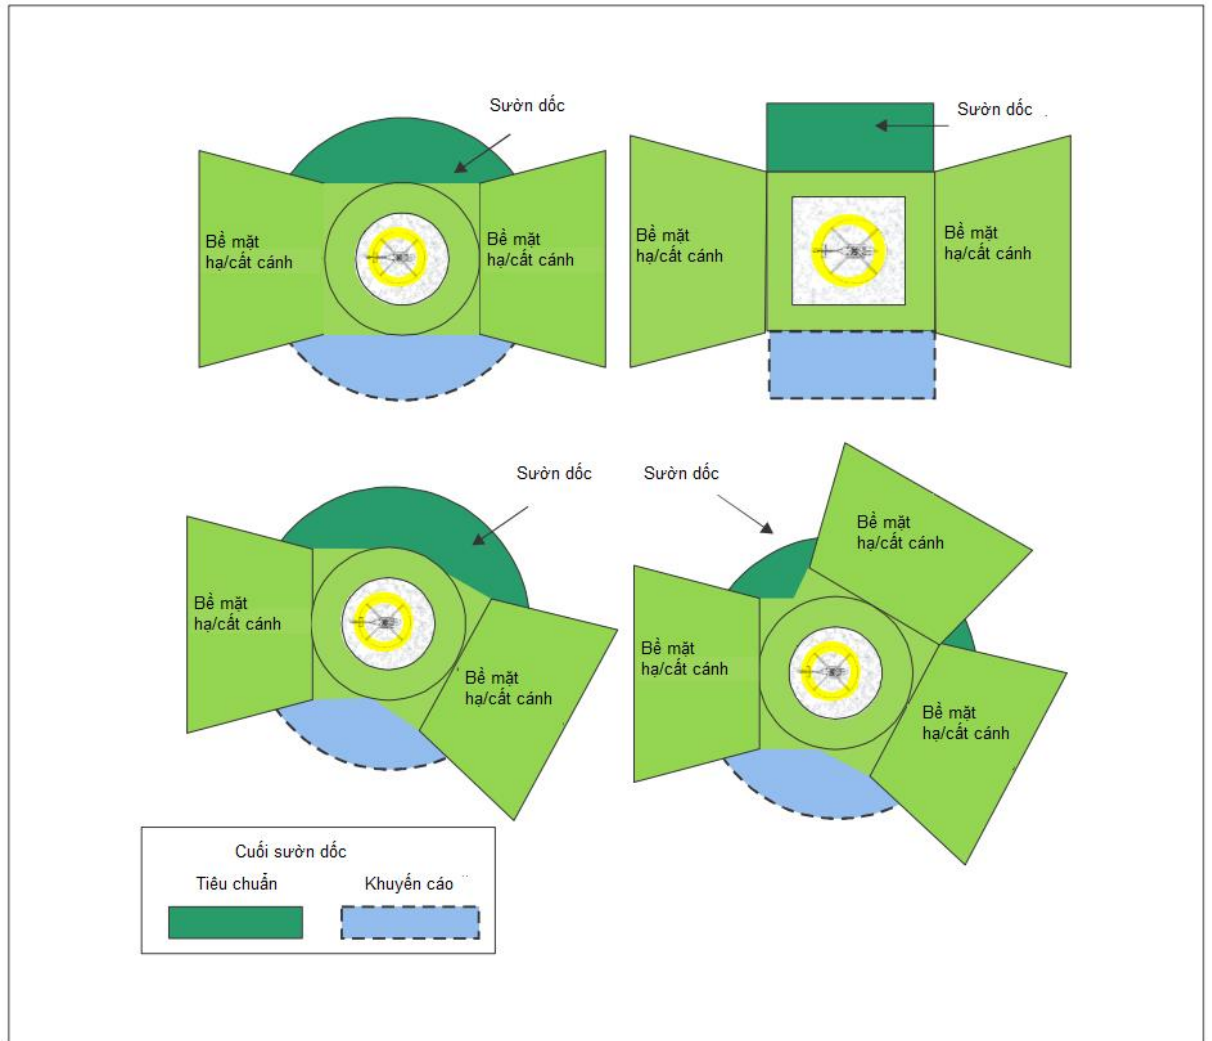 Sườn dốc
Sườn dốc
Bề mặt
hạ/cất cánh
Bề mặt
hạ/cất cánh
Bề mặt
hạ/cất cánh
Bề mặt
hạ/cất cánh
Sườn dốc
Sườn dốc
Bề mặt
hạ/cất cánh
Bề mặt
hạ/cất cánh
Bề mặt
hạ/cất cánh
Bề mặt
hạ/cất cánh
Bề mặt
hạ/cất cánh
Cuối sườn dốc
Tiêu chuẩn
Khuyến cáo